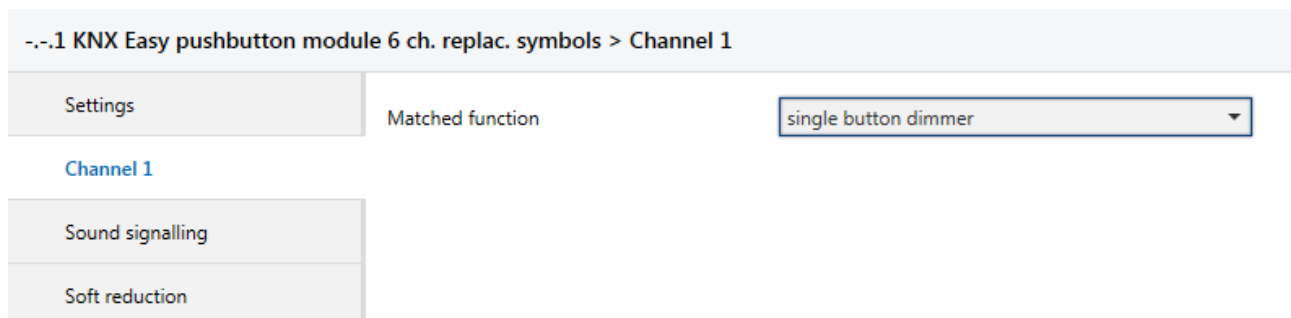 -.-.1 KNX Easy pushbutton module 6 ch. replac. symbols > Channel 1
Settings
Matched function
single button dimmer
Channel 1
Sound signalling
Soft reduction